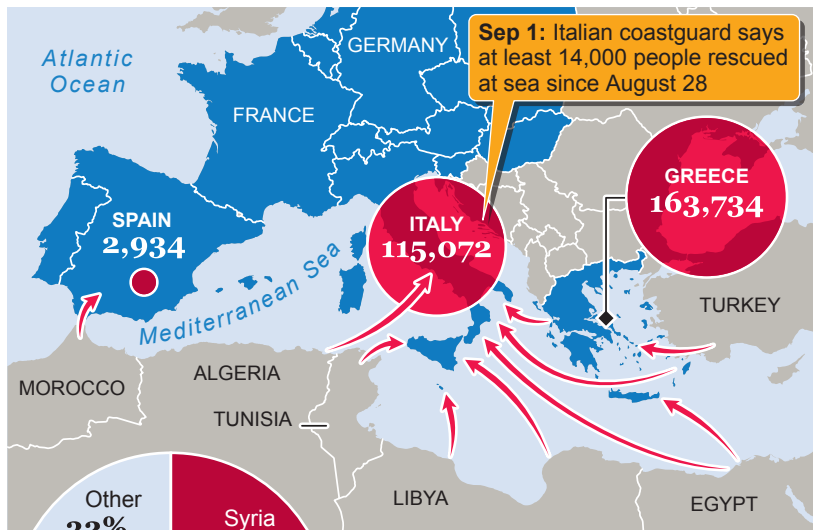 Atlantic
Ocean
GERMANY
Sep 1: Italian coastguard says
at least 14,000 people rescued
at sea since August 28
FRANCE
GREECE
163,734
SPAIN
2,934
ITALY
115,072
Mediterranean Sea
TURKEY
MOROCCO
ALGERIA
TUNISIA
LIBYA
EGYPT
Other
33%
Syria